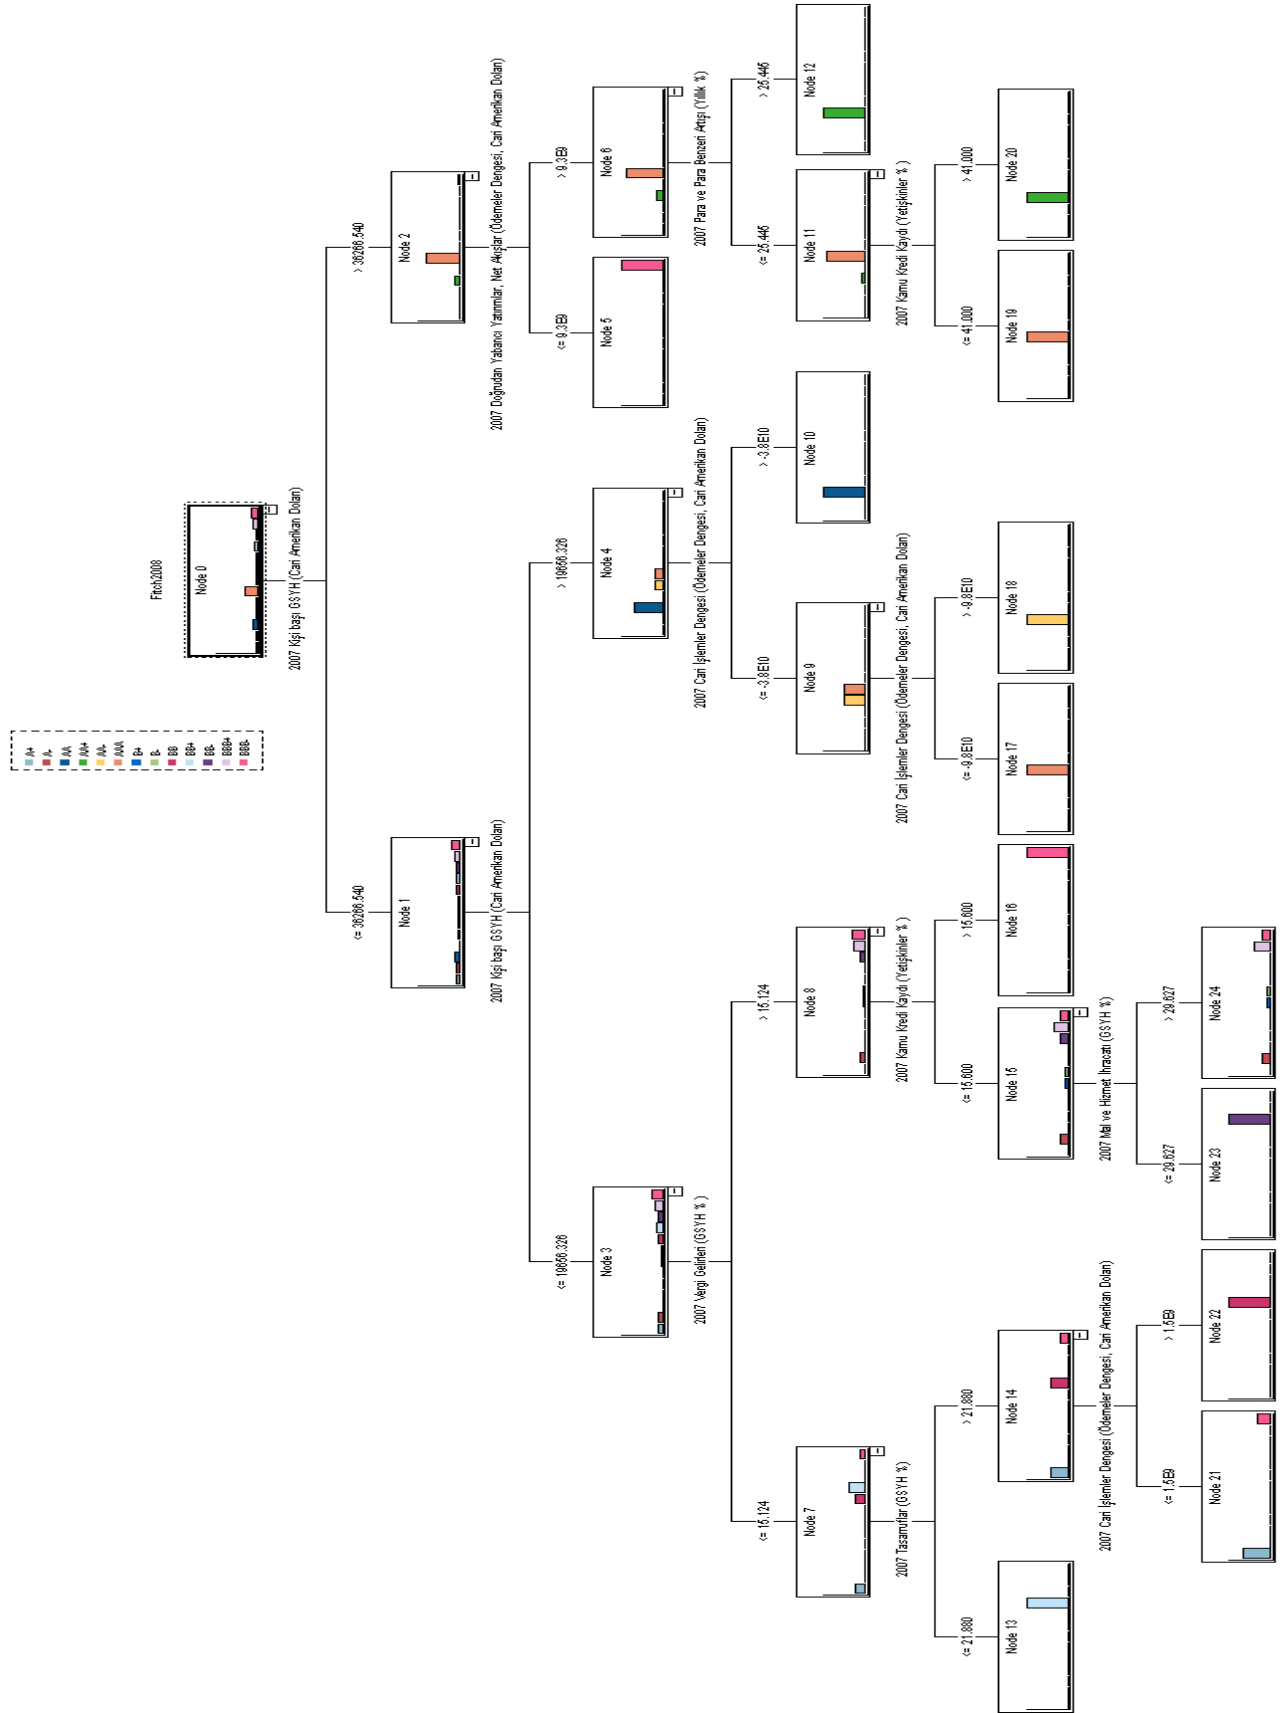 Fitch2008
A+
A-
AA
AA+
AA-
AAA
B+
B-
BB
BB+
BB-
BBB+
BBB-
Node 0
2007 Kişi başı GSYH (Cari Amerikan Doları)
<= 36266.540
> 36266.540
Node 1
2007 Kişi başı GSYH (Cari Amerikan Doları)
Node 2
2007 Doğrudan Yabancı Yatırımlar, Net Akışlar (Ödemeler Dengesi, Cari Amerikan Doları)
<= 19656.326
> 19656.326
<= 9.3E9
> 9.3E9
Node 3
2007 Vergi Gelirleri (GSYH %)
Node 4
2007 Cari İşlemler Dengesi (Ödemeler Dengesi, Cari Amerikan Doları)
Node 5
Node 6
2007 Para ve Para Benzeri Artışı (Yıllık %)
<= 15.124
> 15.124
<= -3.8E10
> -3.8E10
<= 25.445
> 25.445
Node 7
2007 Tasarruflar (GSYH %)
Node 8
2007 Kamu Kredi Kaydı (Yetişkinler %)
Node 9
2007 Cari İşlemler Dengesi (Ödemeler Dengesi, Cari Amerikan Doları)
Node 10
Node 11
2007 Kamu Kredi Kaydı (Yetişkinler %)
Node 12
<= 21.880
> 21.880
<= 15.600
> 15.600
<= -9.8E10
> -9.8E10
<= 41.000
> 41.000
Node 13
Node 14
2007 Cari İşlemler Dengesi (Ödemeler Dengesi, Cari Amerikan Doları)
Node 15
2007 Mal ve Hizmet İhracatı (GSYH %)
Node 16
Node 17
Node 18
Node 19
Node 20
<= 1.5E9
> 1.5E9
<= 29.627
> 29.627
Node 21
Node 22
Node 23
Node 24